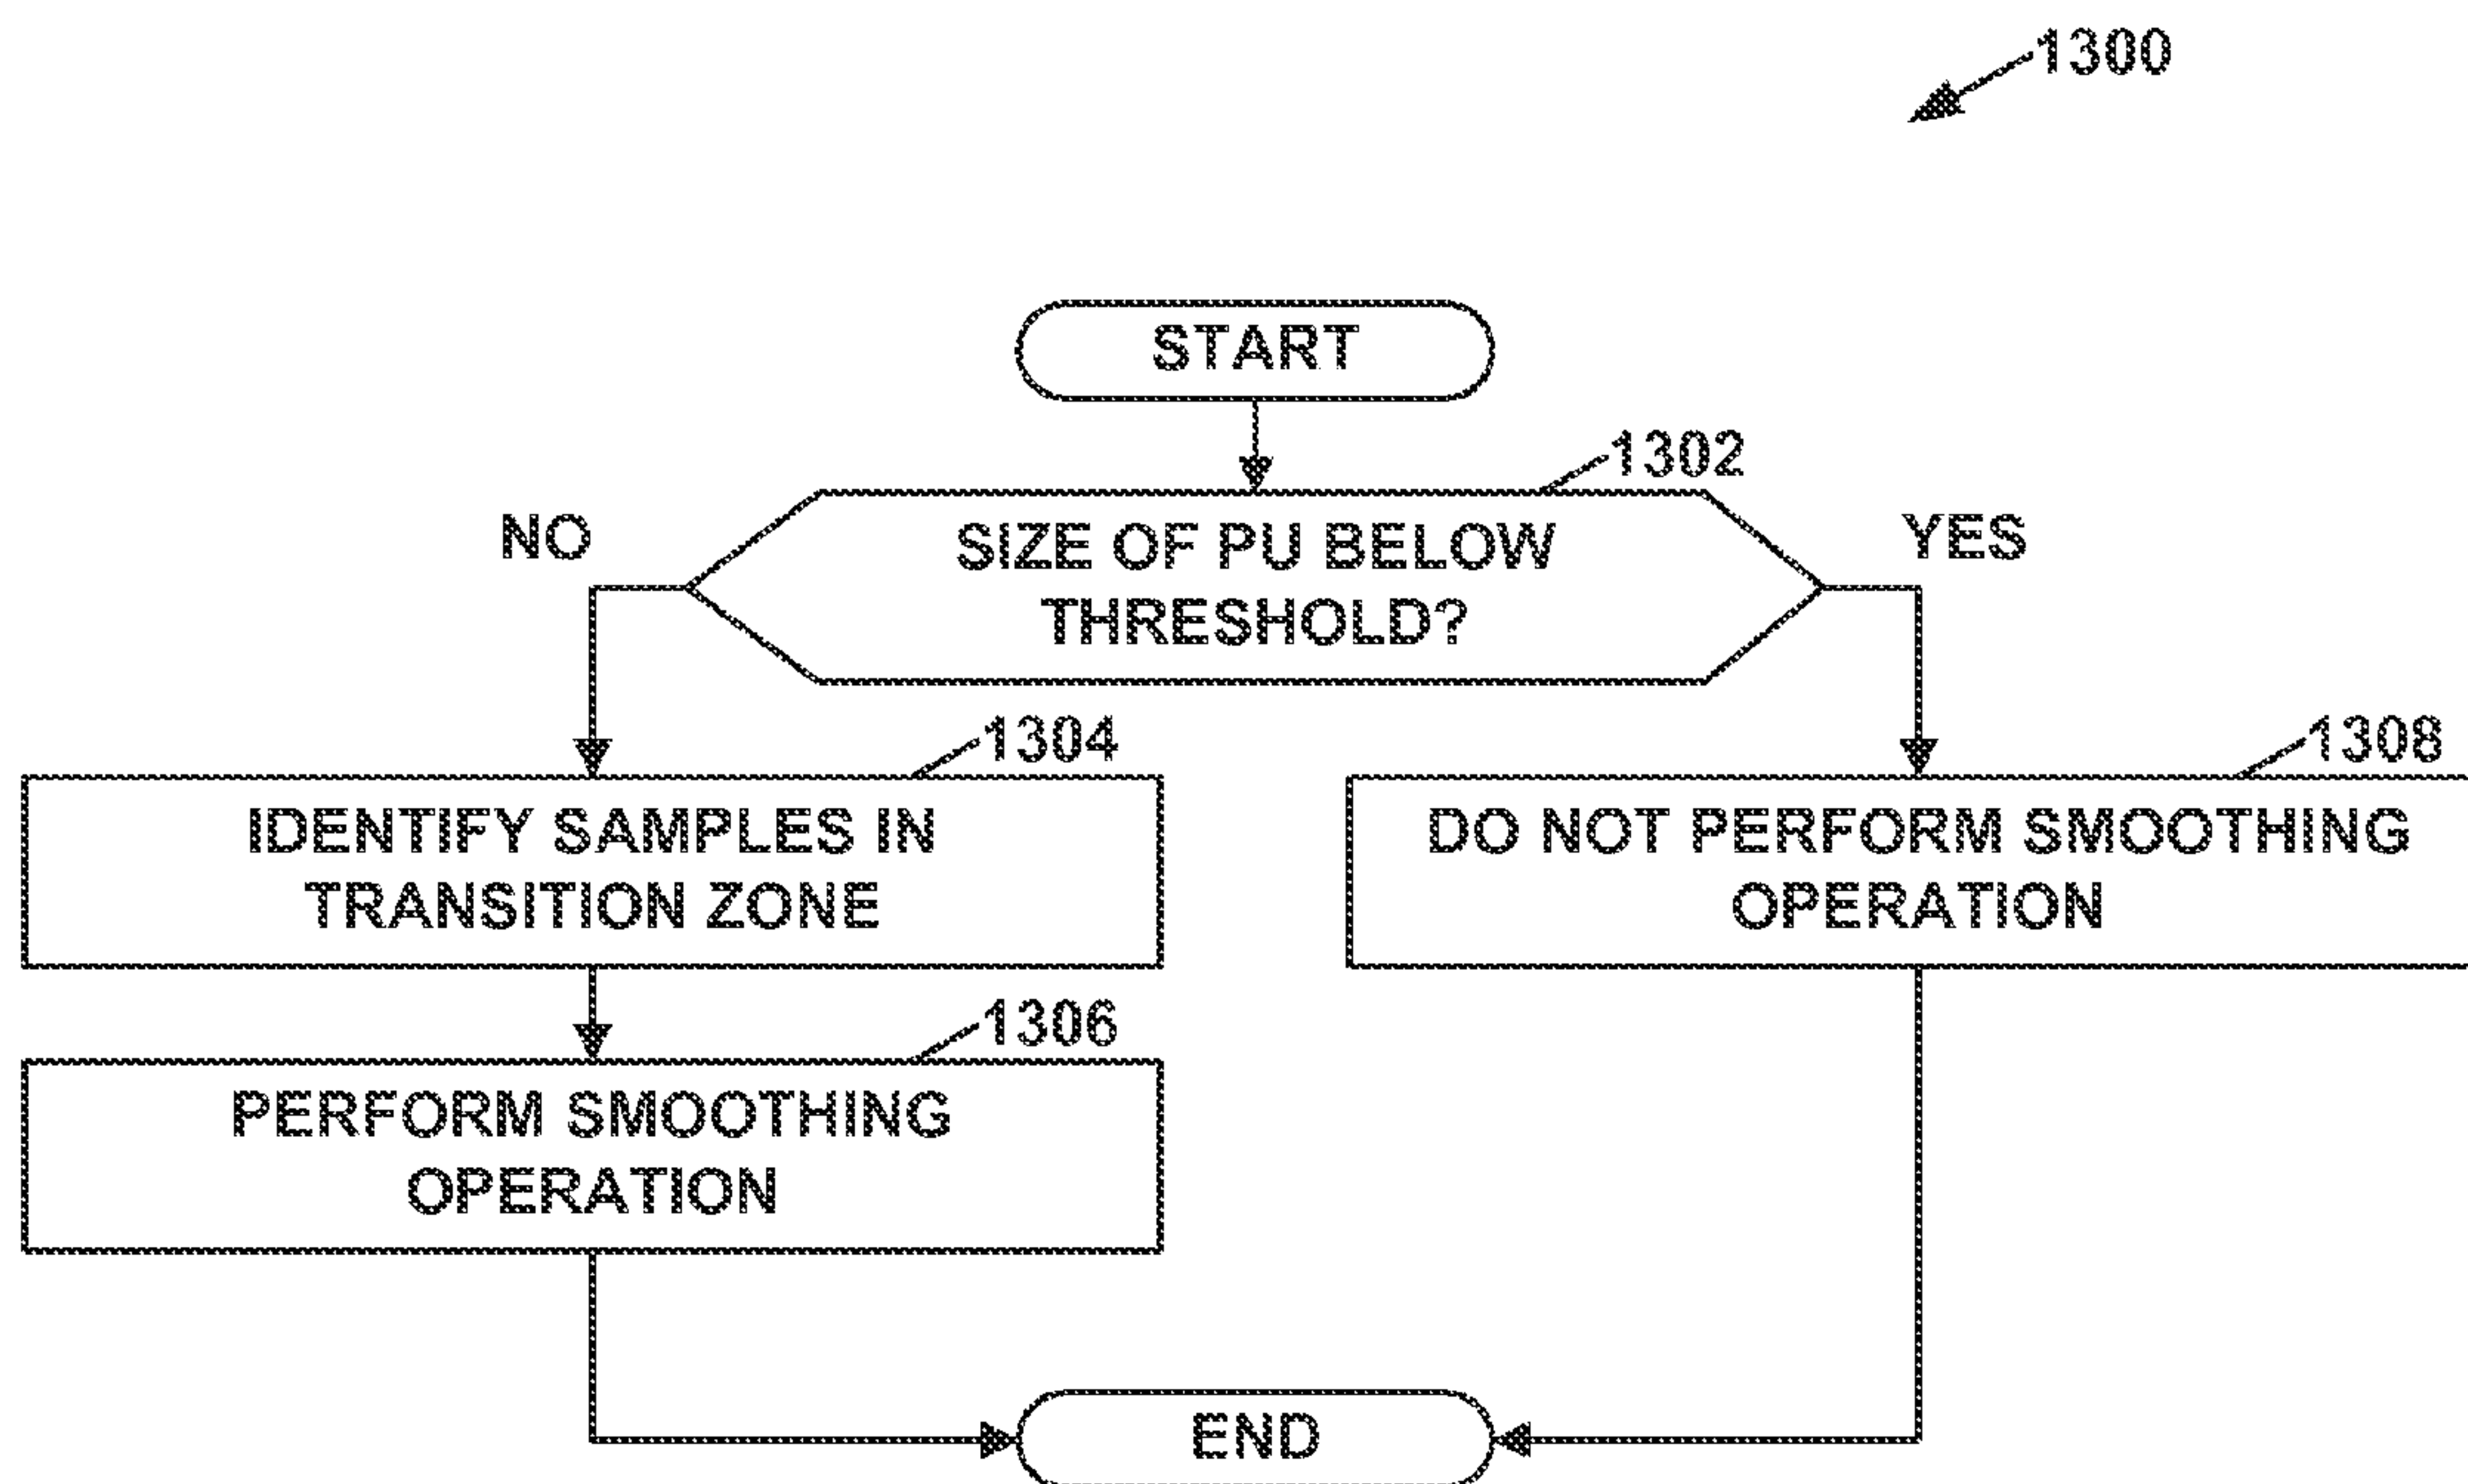 1300
START
1302
NO
SIZE OF PU BELOW
THRESHOLD?
YES
1304
IDENTIFY SAMPLES IN
TRANSITION ZONE
1308
DO NOT PERFORM SMOOTHING
OPERATION
1306
PERFORM SMOOTHING
OPERATION
END